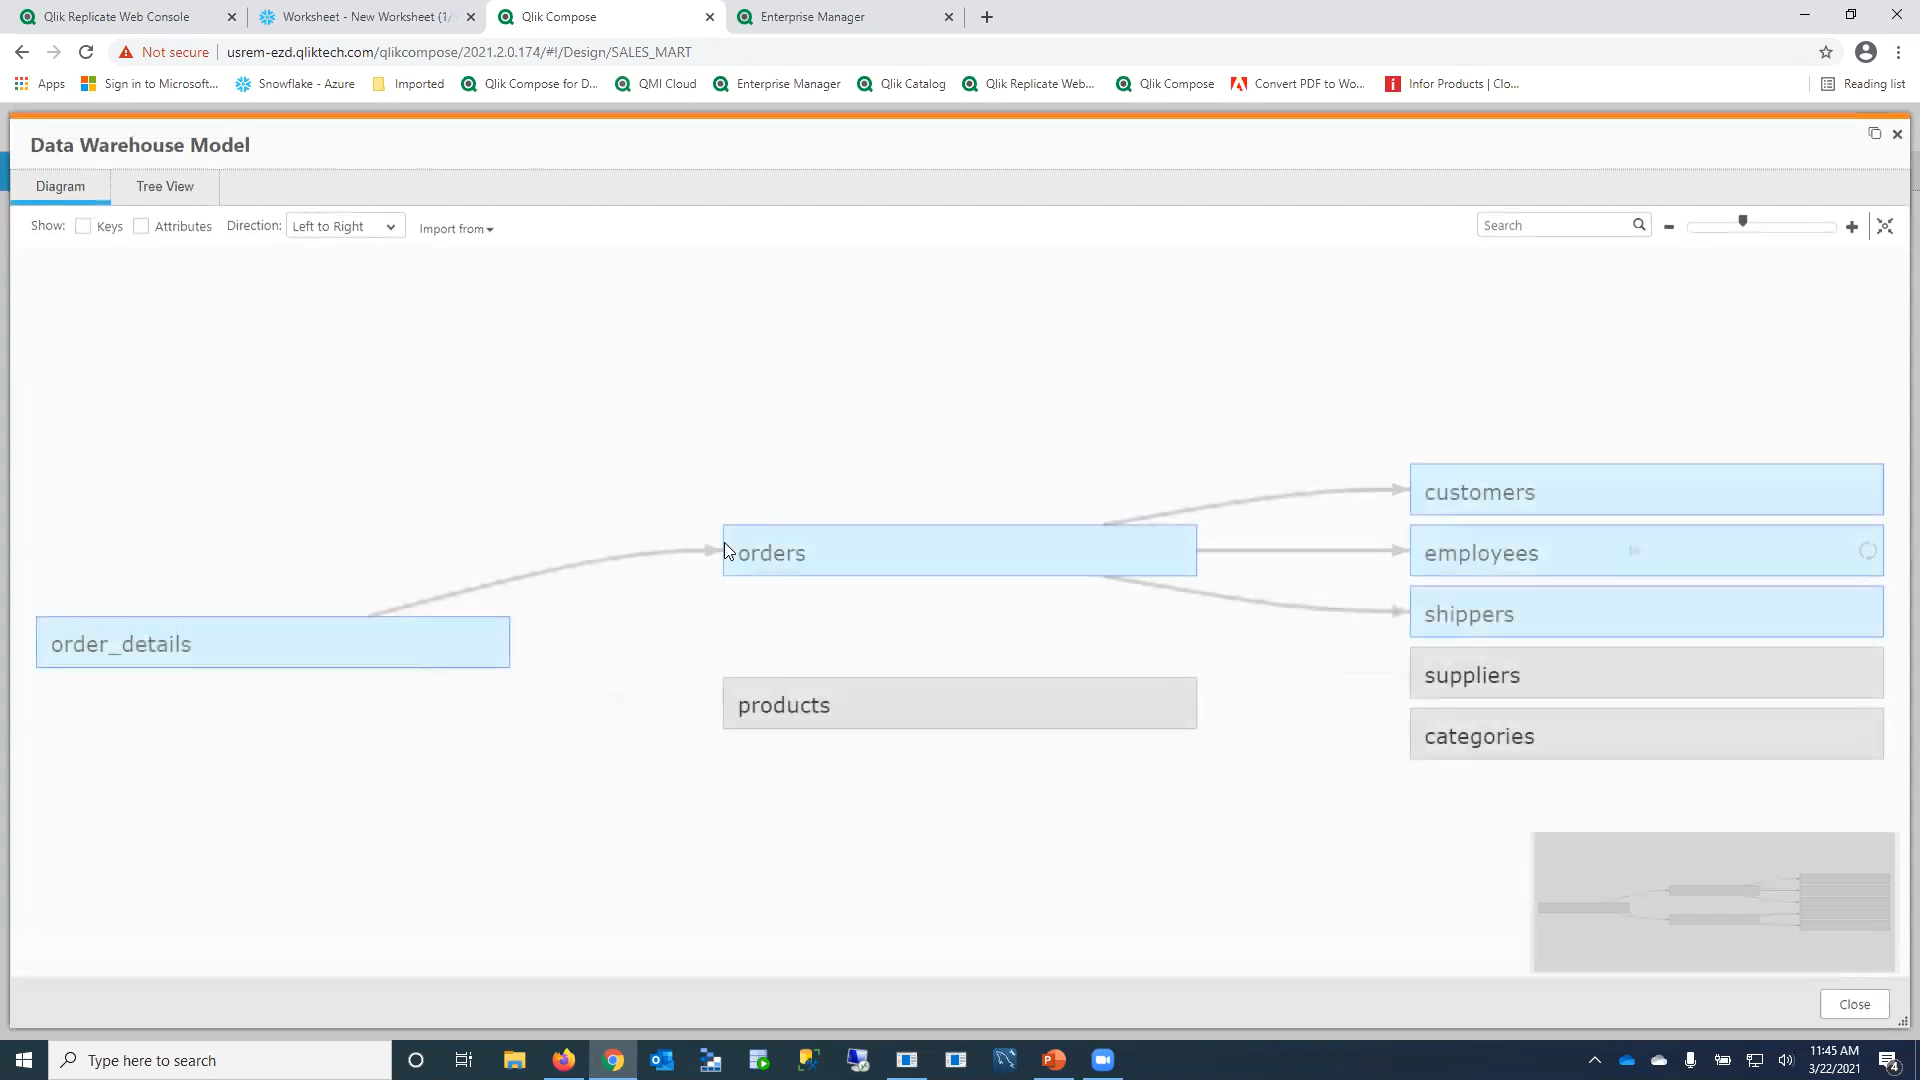 Qlik Replicate Web Console
Worksheet - New Worksheet (1/
Qlik Compose
Enterprise Manager
Not secure
usrem-ezd.qliktech.com/qlikcompose/2021.2.0.174/#!/Design/SALES_MART
Apps
Sign in to Microsoft...
Snowflake - Azure
Imported
Qlik Compose for D...
QMI Cloud
Enterprise Manager
Qlik Catalog
Qlik Replicate Web...
Qlik Compose
Convert PDF to Wo...
Infor Products | Clo...
Reading list
Data Warehouse Model
Diagram
Tree View
Show:
Keys
Attributes
Direction:
Left to Right
Import from
Search
customers
orders
employees
shippers
order_details
suppliers
products
categories
Close
Type here to search
11:45 AM
3/22/2021
4